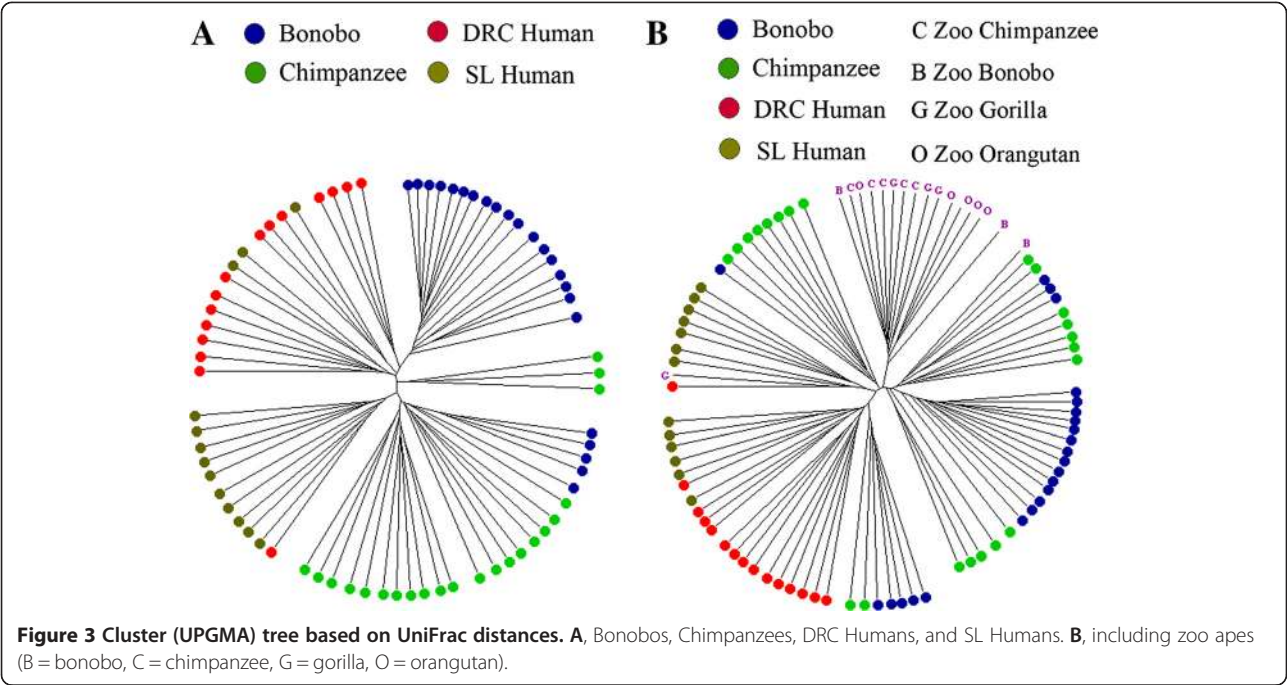 A
Bonobo
DRC Human
Chimpanzee
SL Human
B
Bonobo
C Zoo Chimpanzee
Chimpanzee
B Zoo Bonobo
DRC Human
G Zoo Gorilla
SL Human
O Zoo Orangutan
B C O C C G C C G G O O O O B B
G
Figure 3 Cluster (UPGMA) tree based on UniFrac distances. A, Bonobos, Chimpanzees, DRC Humans, and SL Humans. B, including zoo apes
(B = bonobo, C = chimpanzee, G = gorilla, O = orangutan).